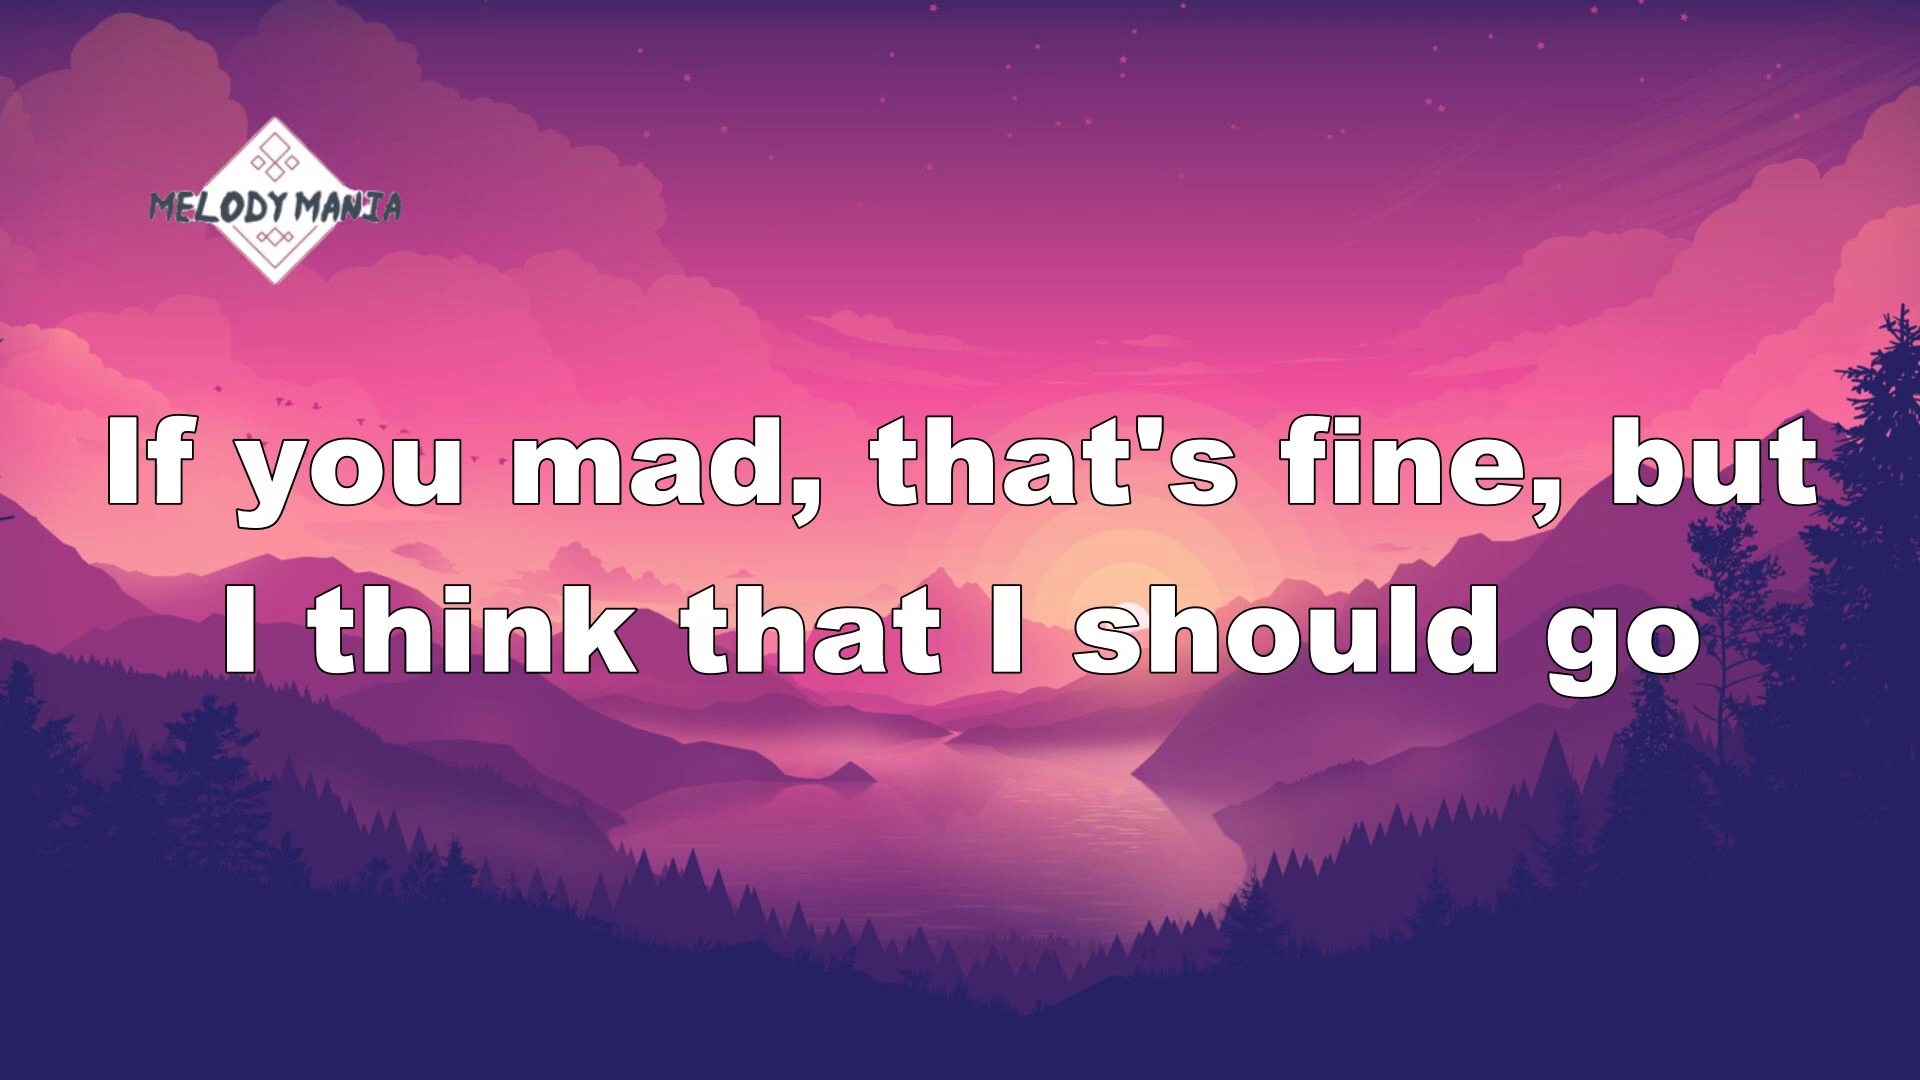 MELODY MANIA
If you mad, that's fine, but
I think that I should go